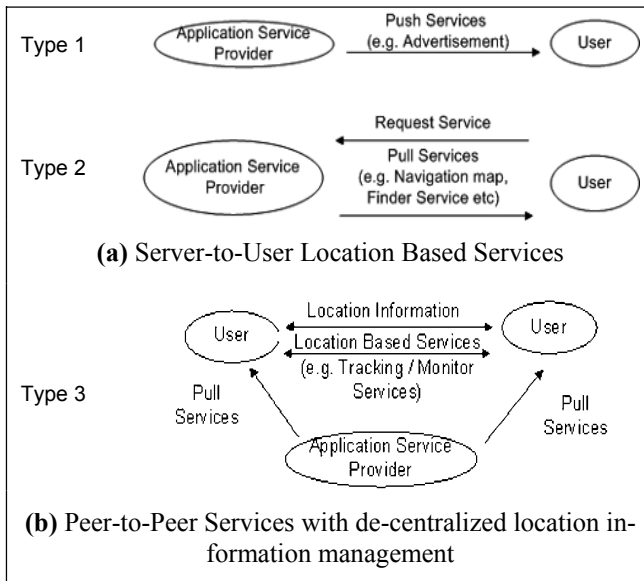 Type 1
Application Service
Provider
Push Services
(e.g. Advertisement)
User
Type 2
Application Service
Provider
Request Service
Pull Services
(e.g. Navigation map,
Finder Service etc)
User
(a) Server-to-User Location Based Services
Type 3
User
Location Information
Location Based Services
(e.g. Tracking / Monitor
Services)
User
Pull
Services
Pull
Services
Application Service
Provider
(b) Peer-to-Peer Services with de-centralized location in-
formation management